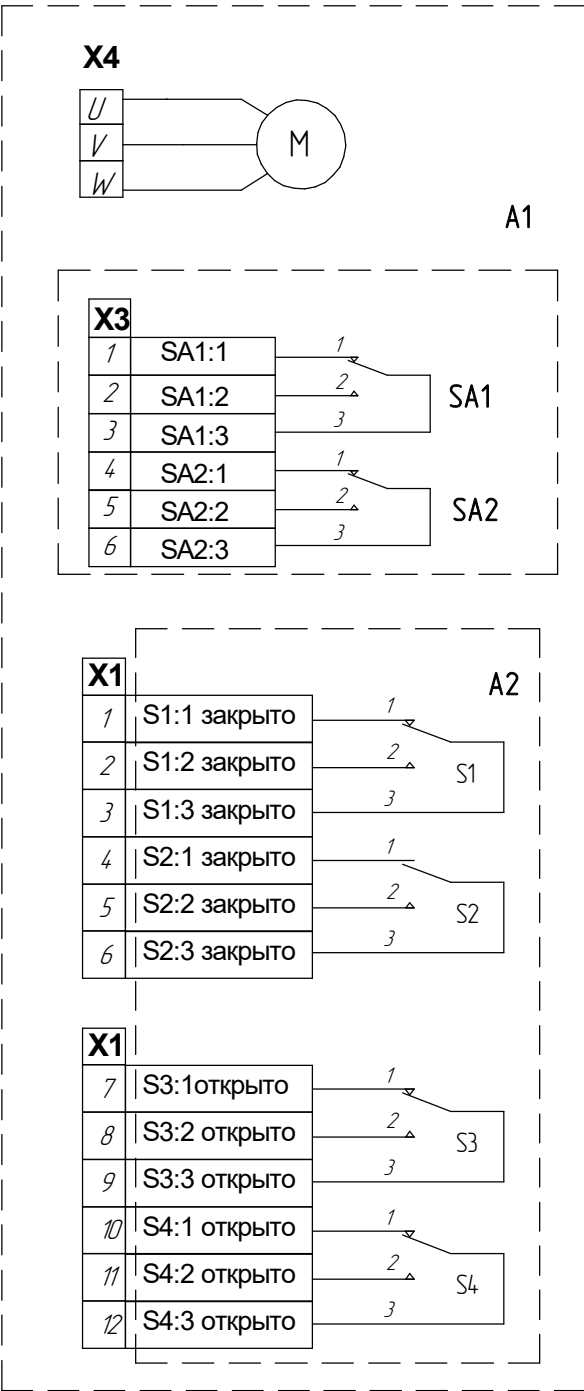 X4
U
V
W
M
A1
X3
1 SA1:1 1
2 SA1:2 2
3 SA1:3 3
SA1
4 SA2:1 1
5 SA2:2 2
6 SA2:3 3
SA2
X1
A2
1 S1:1 закрыто 1
2 S1:2 закрыто 2
S1
3 S1:3 закрыто 3
4 S2:1 закрыто 1
5 S2:2 закрыто 2
S2
6 S2:3 закрыто 3
X1
7 S3:1открыто 1
8 S3:2 открыто 2
S3
9 S3:3 открыто 3
10 S4:1 открыто 1
11 S4:2 открыто 2
S4
12 S4:3 открыто 3